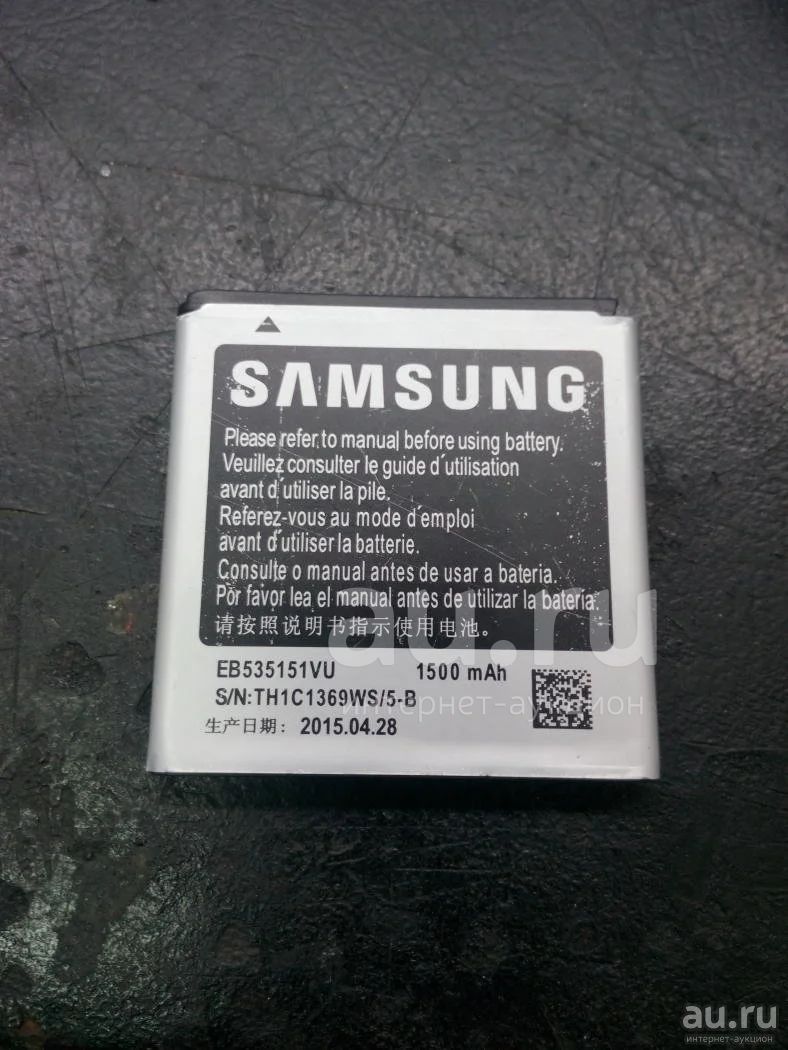 SAMSUNG
Please refer to manual before using battery.
Veuillez consulter le guide d'utilisation
avant d'utiliser la pile.
Referez-vous au mode d'emploi
avant d'utiliser la batterie.
Consulte o manual antes de usar a bateria.
Por favor lea el manual antes de utilizar la bateria.
请按照说明书指示使用电池。
au.ru
интернет-аукцион
EB535151VU 1500 mAh
S/N:TH1C1369WS/5-B
生产日期: 2015.04.28
au.ru
интернет-аукцион